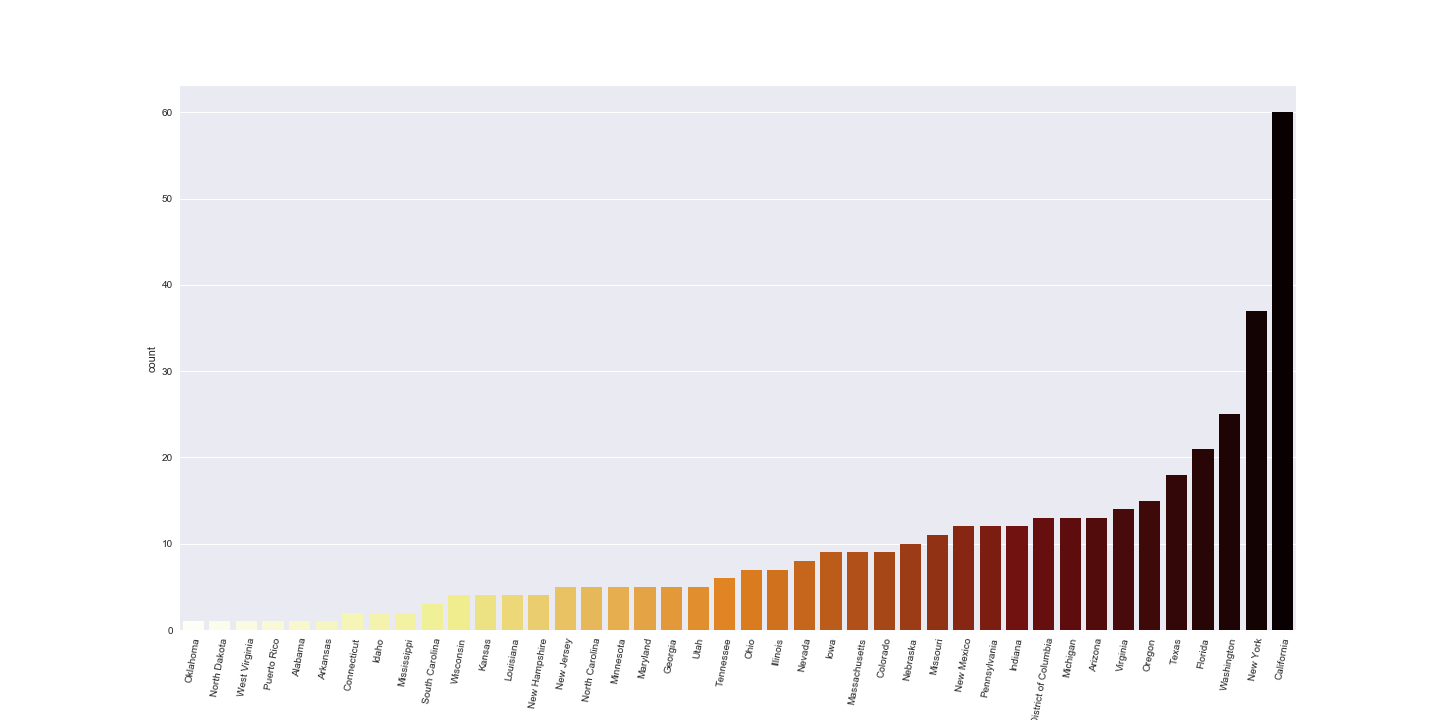 60
50
40
30
20
10
0
count
Oklahoma
North Dakota
West Virginia
Puerto Rico
Alabama
Arkansas
Connecticut
Idaho
Mississippi
South Carolina
Wisconsin
Kansas
Louisiana
New Hampshire
New Jersey
North Carolina
Minnesota
Maryland
Georgia
Utah
Tennessee
Ohio
Illinois
Nevada
Iowa
Massachusetts
Colorado
Nebraska
Missouri
New Mexico
Pennsylvania
Indiana
District of Columbia
Michigan
Arizona
Virginia
Oregon
Texas
Florida
Washington
New York
California